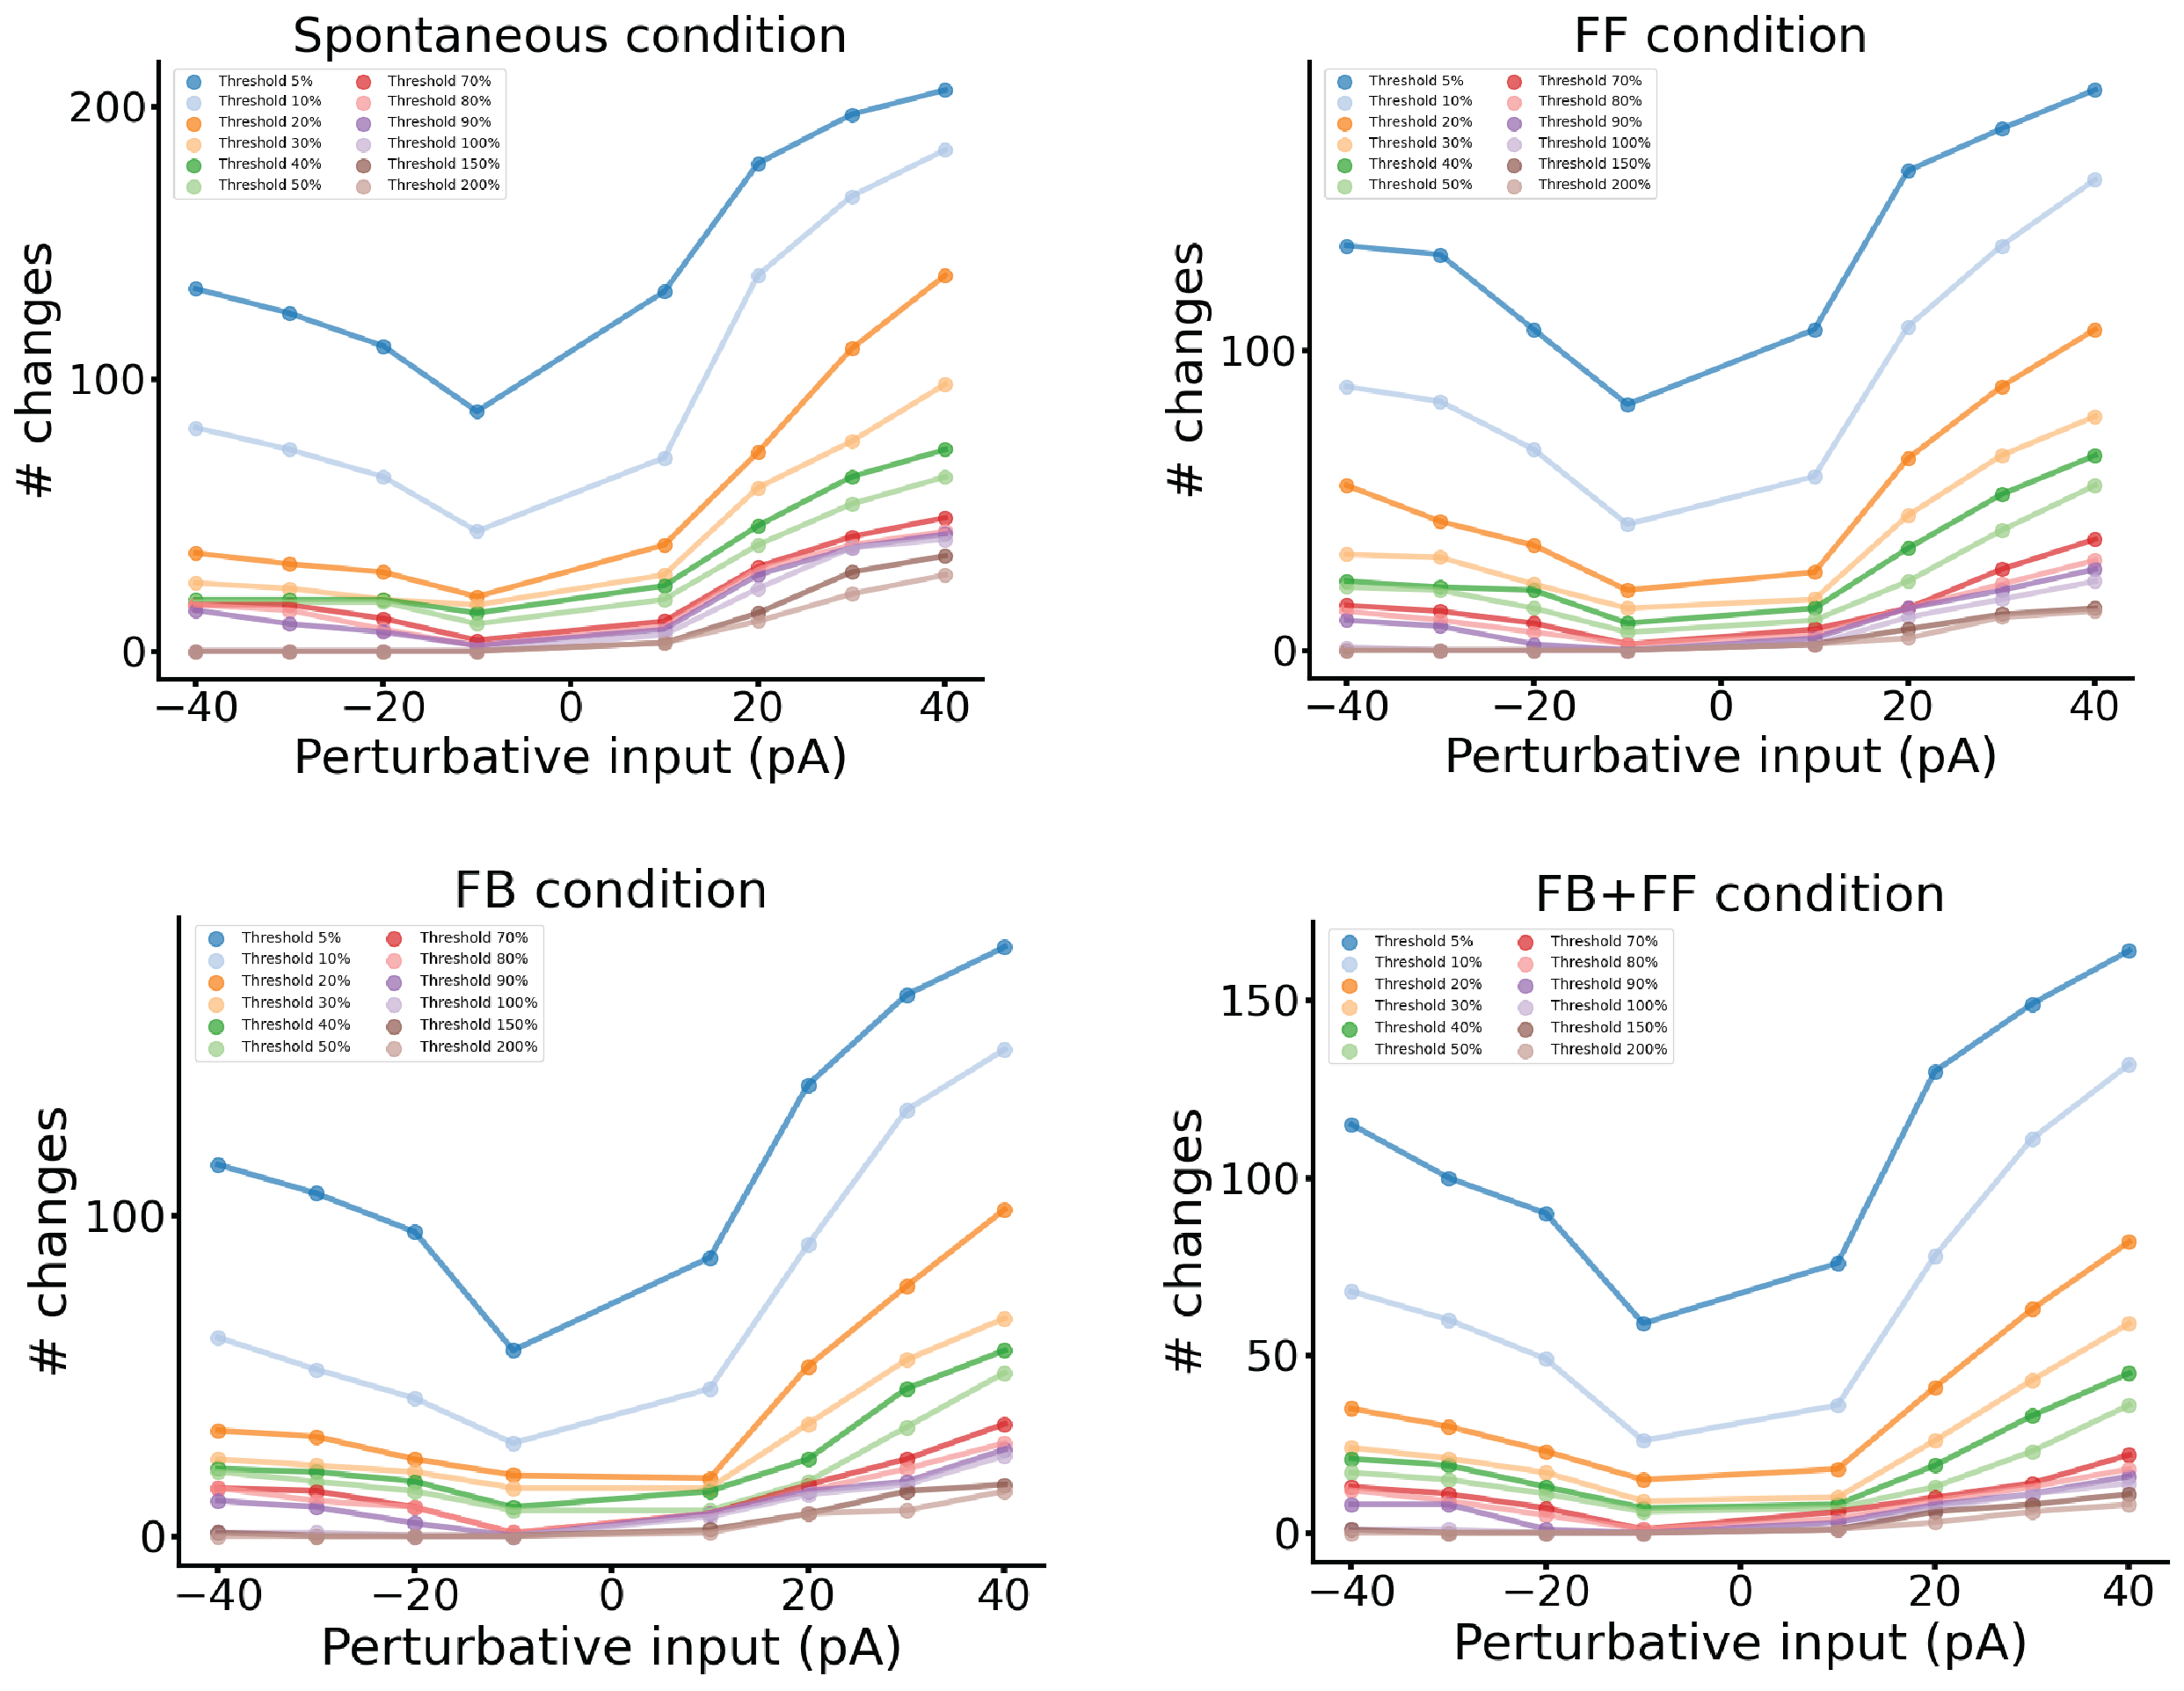 Spontaneous condition
# changes
200
100
0
Threshold 5%
Threshold 10%
Threshold 20%
Threshold 30%
Threshold 40%
Threshold 50%
Threshold 70%
Threshold 80%
Threshold 90%
Threshold 100%
Threshold 150%
Threshold 200%
−40 −20 0 20 40
Perturbative input (pA)
FF condition
# changes
100
0
Threshold 5%
Threshold 10%
Threshold 20%
Threshold 30%
Threshold 40%
Threshold 50%
Threshold 70%
Threshold 80%
Threshold 90%
Threshold 100%
Threshold 150%
Threshold 200%
−40 −20 0 20 40
Perturbative input (pA)
FB condition
# changes
100
0
Threshold 5%
Threshold 10%
Threshold 20%
Threshold 30%
Threshold 40%
Threshold 50%
Threshold 70%
Threshold 80%
Threshold 90%
Threshold 100%
Threshold 150%
Threshold 200%
−40 −20 0 20 40
Perturbative input (pA)
FB+FF condition
# changes
150
100
50
0
Threshold 5%
Threshold 10%
Threshold 20%
Threshold 30%
Threshold 40%
Threshold 50%
Threshold 70%
Threshold 80%
Threshold 90%
Threshold 100%
Threshold 150%
Threshold 200%
−40 −20 0 20 40
Perturbative input (pA)